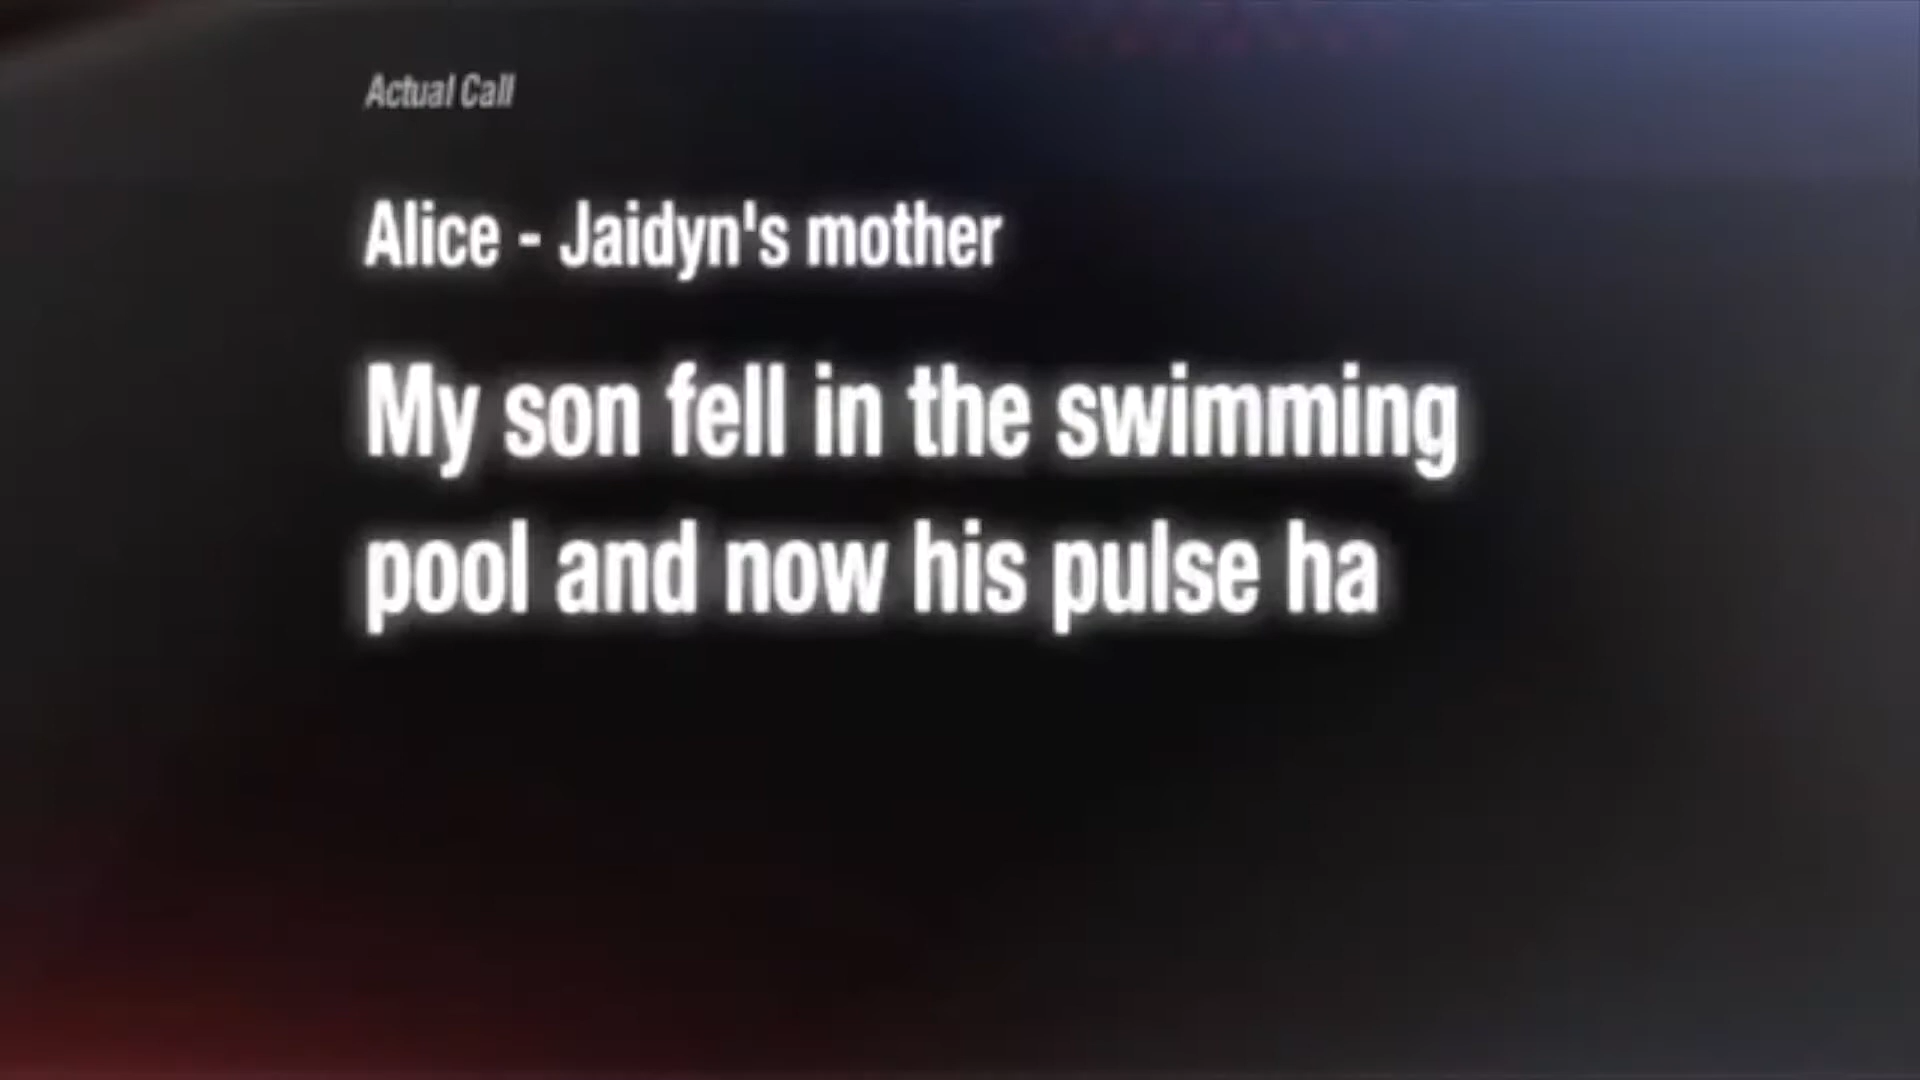 Actual Call
Alice - Jaidyn's mother
My son fell in the swimming
pool and now his pulse ha